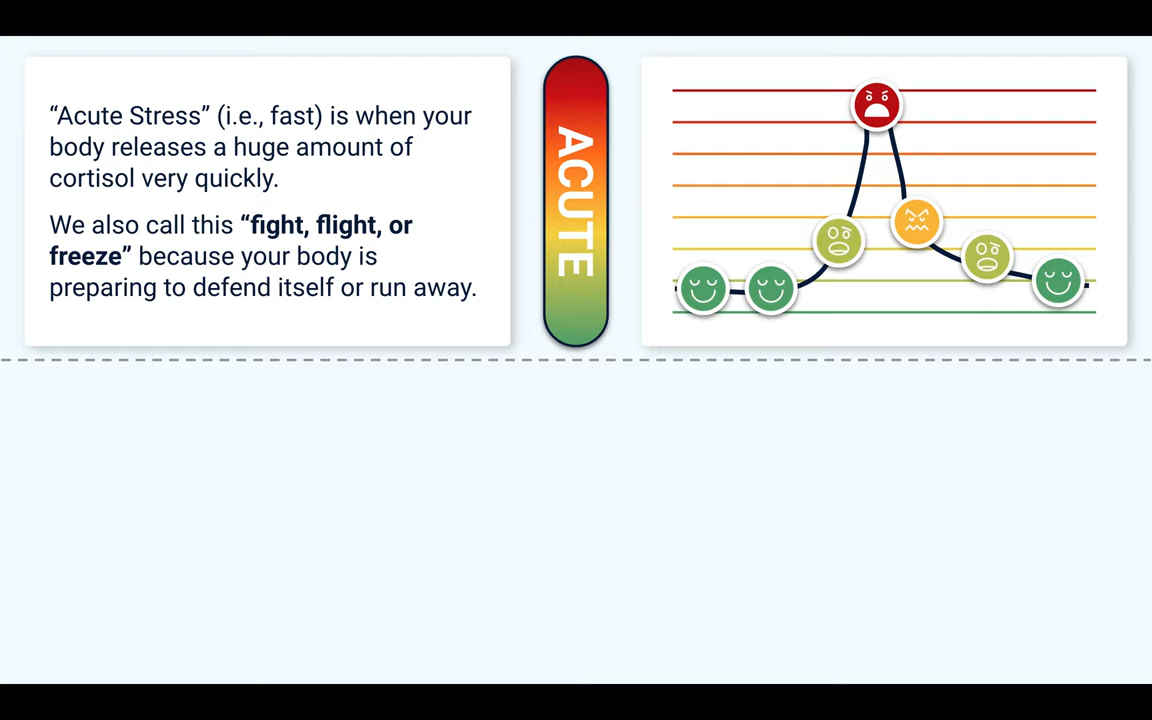 “Acute Stress” (i.e., fast) is when your
body releases a huge amount of
cortisol very quickly.
We also call this “fight, flight, or
freeze” because your body is
preparing to defend itself or run away.
ACUTE